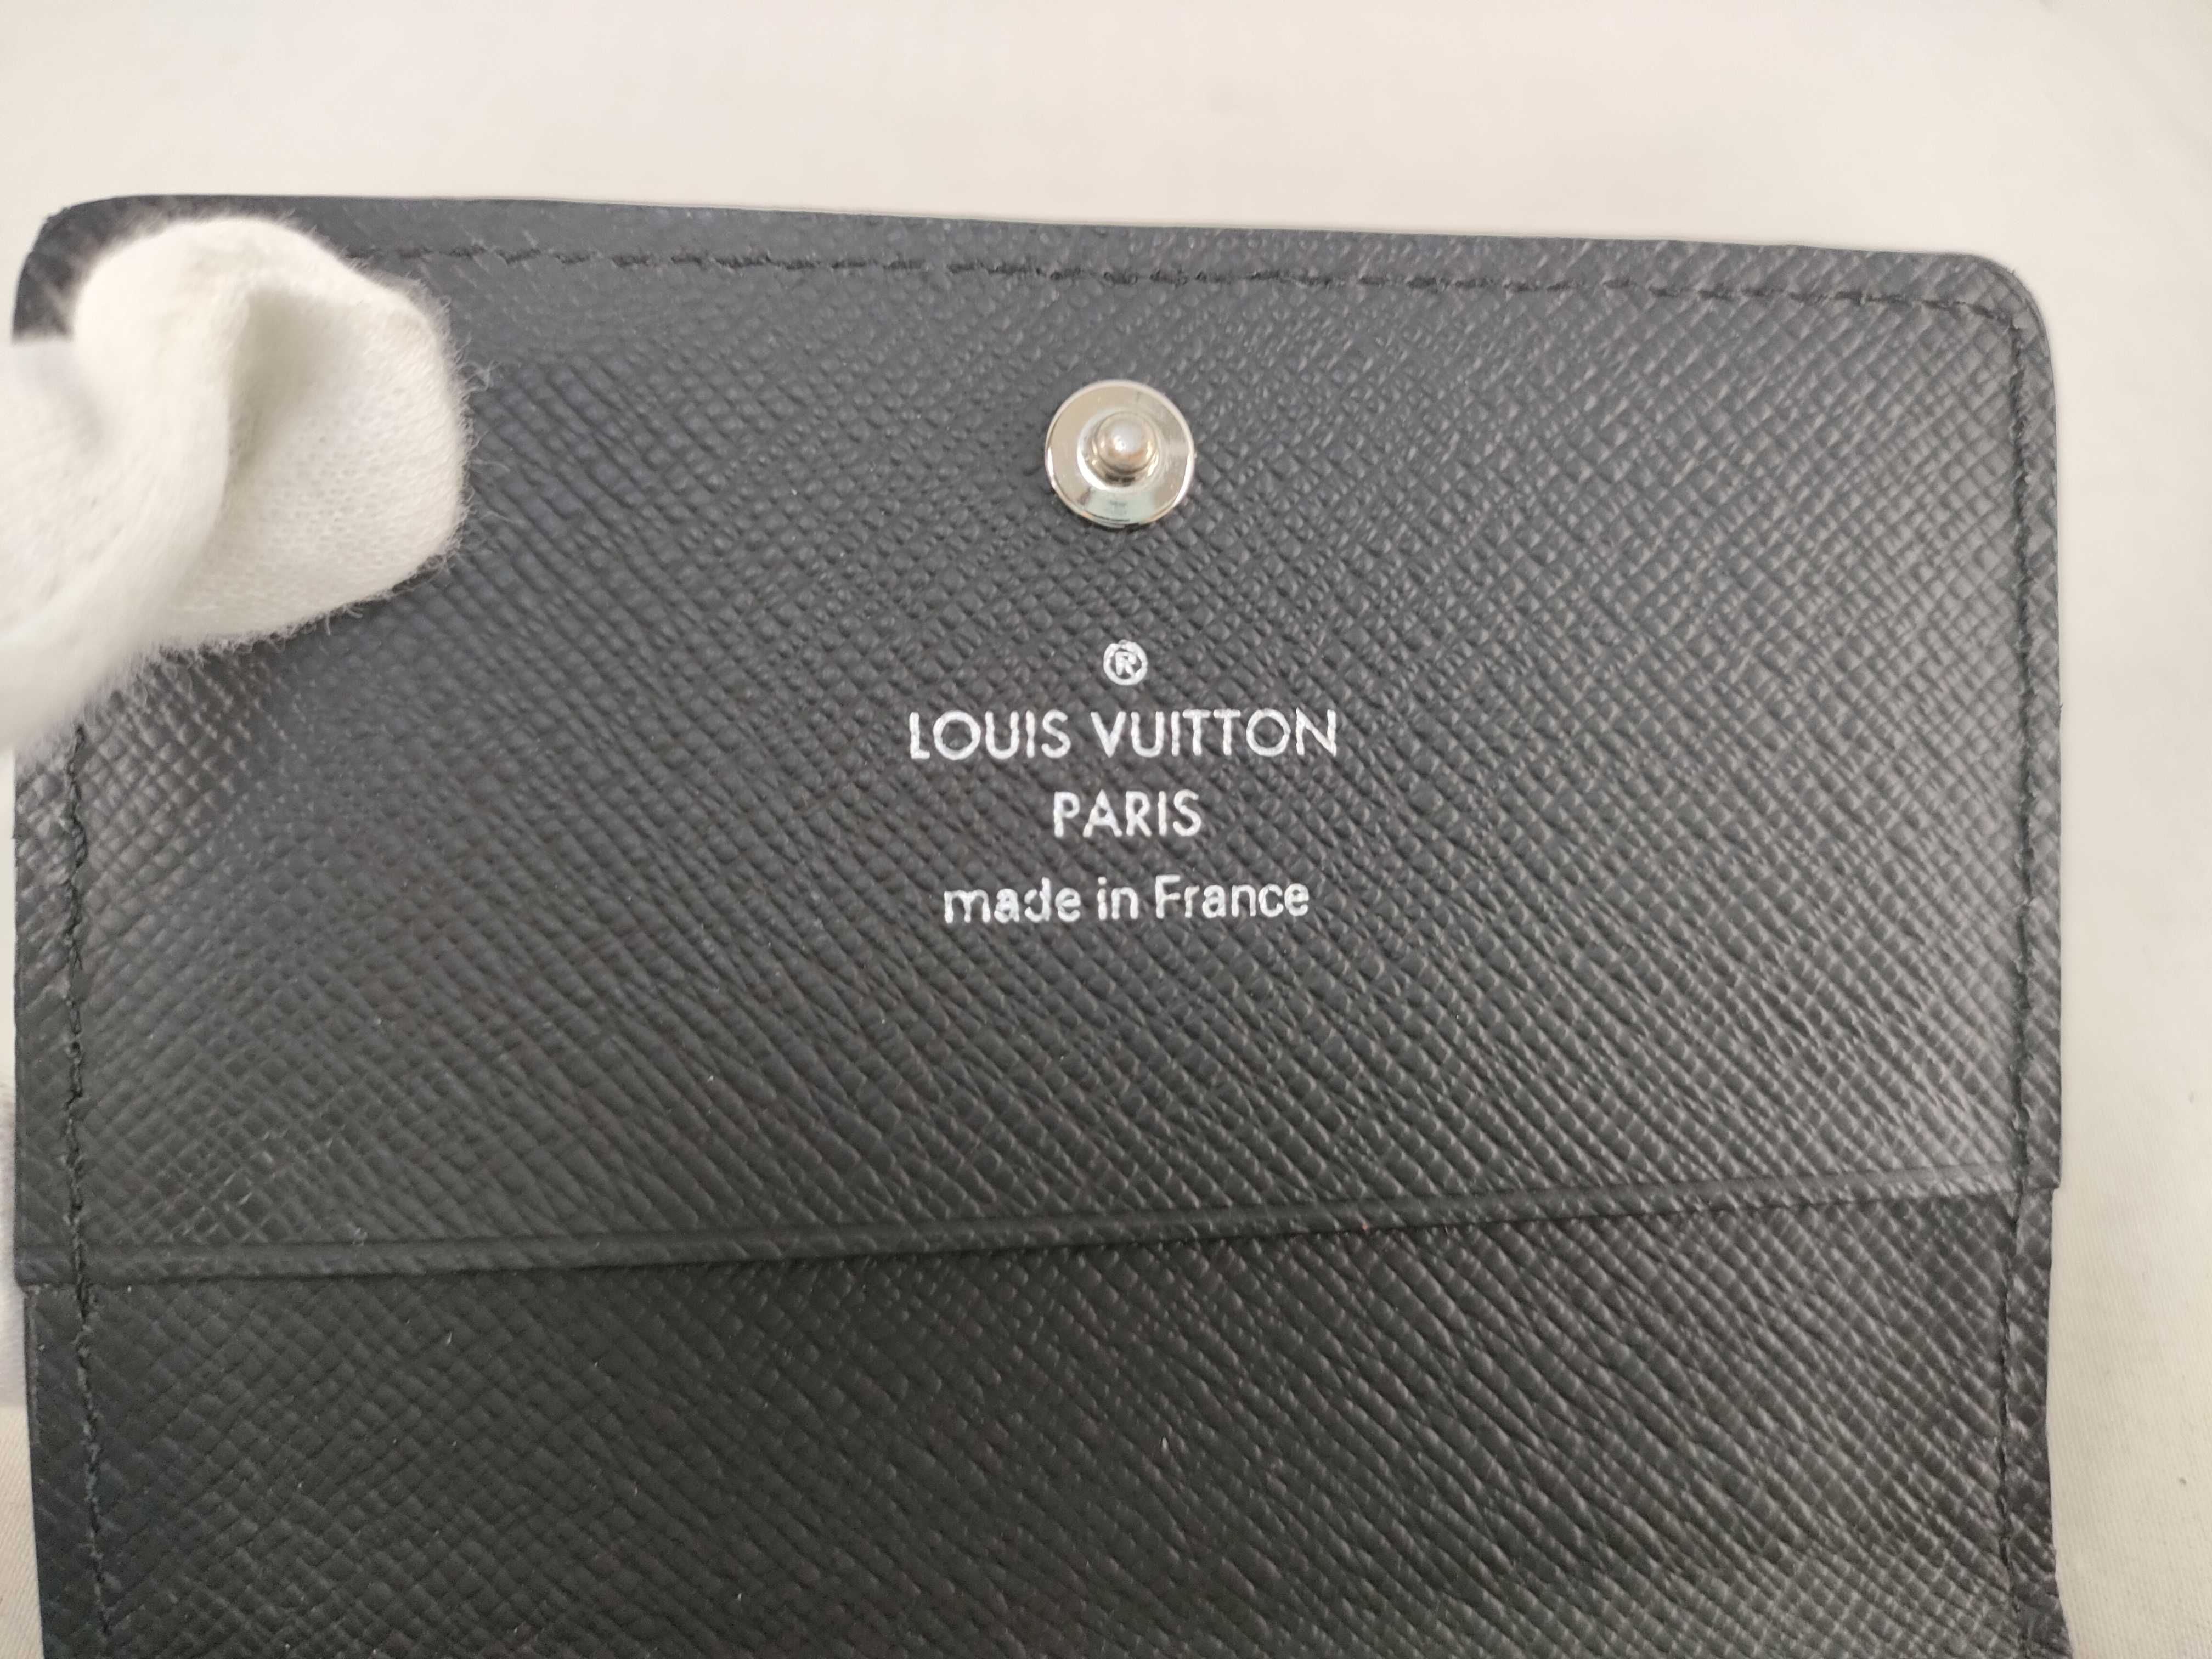 ®
LOUIS VUITTON
PARIS
made in France